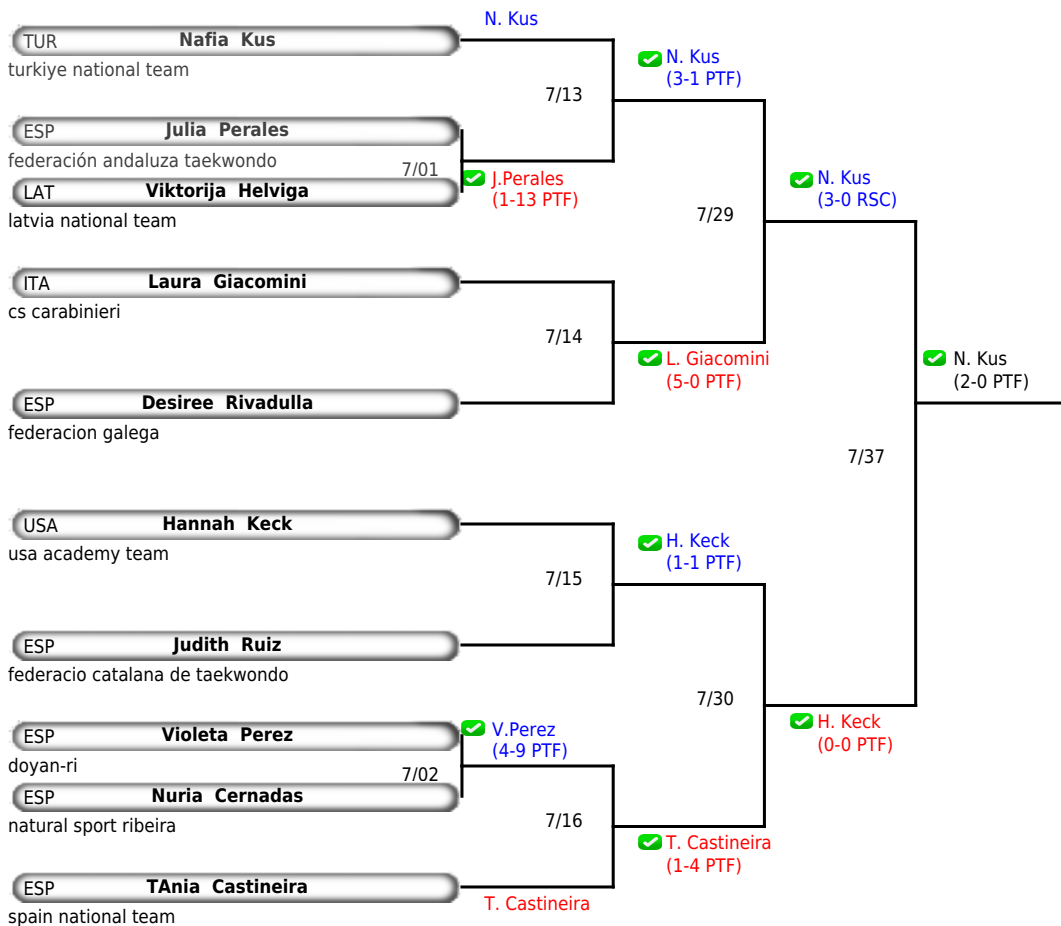 N. Kus
TUR Nafia Kus
turkiye national team
N. Kus
(3-1 PTF)
7/13
ESP Julia Perales
federación andaluza taekwondo
7/01
J.Perales
(1-13 PTF)
LAT Viktorija Helviga
latvia national team
N. Kus
(3-0 RSC)
7/29
ITA Laura Giacomini
cs carabinieri
7/14
L. Giacomini
(5-0 PTF)
N. Kus
(2-0 PTF)
ESP Desiree Rivadulla
federacion galega
7/37
USA Hannah Keck
usa academy team
H. Keck
(1-1 PTF)
7/15
ESP Judith Ruiz
federacio catalana de taekwondo
7/30
ESP Violeta Perez
doyan-ri
V.Perez
(4-9 PTF)
H. Keck
(0-0 PTF)
7/02
ESP Nuria Cernadas
natural sport ribeira
7/16
T. Castineira
(1-4 PTF)
ESP TAnia Castineira
spain national team
T. Castineira